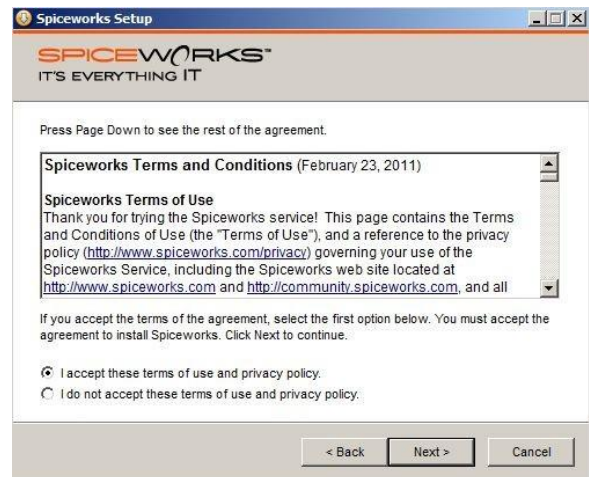 Spiceworks Setup
SPICEWORKS™
IT'S EVERYTHING IT
Press Page Down to see the rest of the agreement.
Spiceworks Terms and Conditions (February 23, 2011)
Spiceworks Terms of Use
Thank you for trying the Spiceworks service! This page contains the Terms
and Conditions of Use (the "Terms of Use"), and a reference to the privacy
policy (http://www.spiceworks.com/privacy) governing your use of the
Spiceworks Service, including the Spiceworks web site located at
http://www.spiceworks.com and http://community.spiceworks.com, and all
If you accept the terms of the agreement, select the first option below. You must accept the
agreement to install Spiceworks. Click Next to continue.
I accept these terms of use and privacy policy.
I do not accept these terms of use and privacy policy.
< Back Next > Cancel